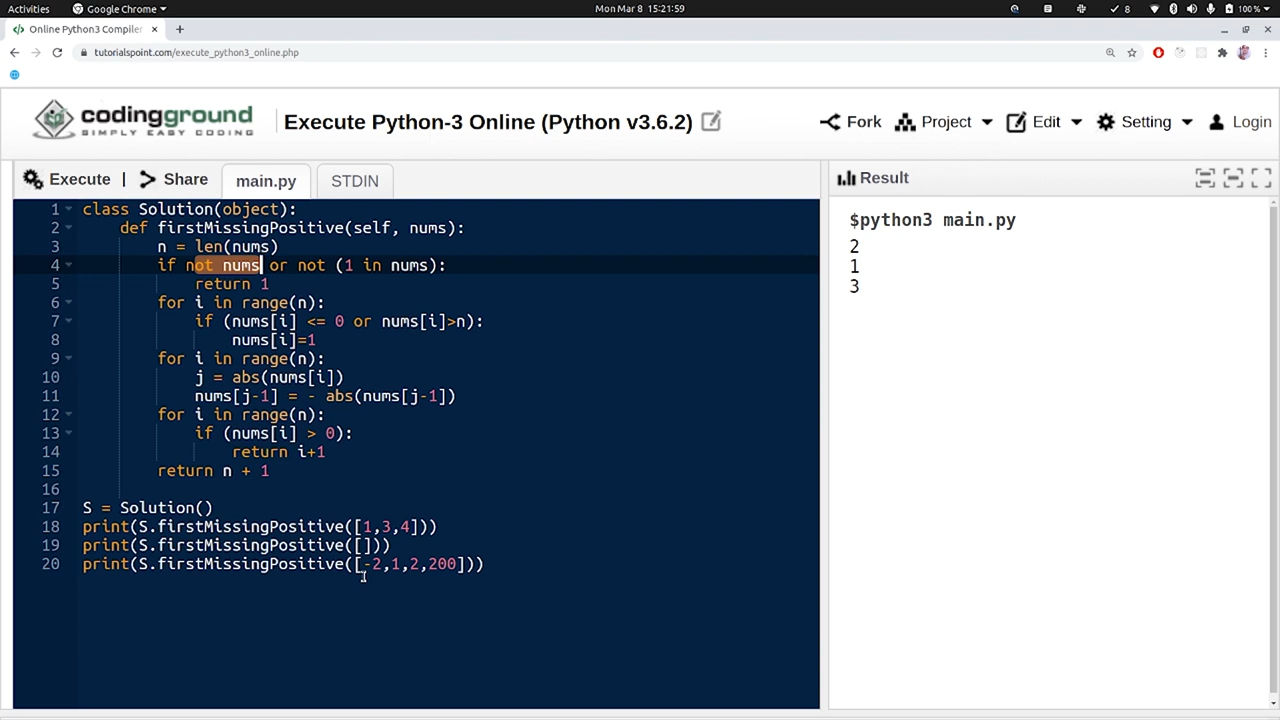 Activities Google Chrome Mon Mar 8 15:21:59 8 100%
Online Python3 Compiler
tutorialspoint.com/execute_python3_online.php
codingground
SIMPLY EASY CODING
Execute Python-3 Online (Python v3.6.2)
Fork Project Edit Setting Login
Execute | Share main.py STDIN
Result
1 class Solution(object):
2     def firstMissingPositive(self, nums):
3         n = len(nums)
4         if not nums or not (1 in nums):
5             return 1
6         for i in range(n):
7             if (nums[i] <= 0 or nums[i]>n):
8                 nums[i]=1
9         for i in range(n):
10             j = abs(nums[i])
11             nums[j-1] = - abs(nums[j-1])
12         for i in range(n):
13             if (nums[i] > 0):
14                 return i+1
15         return n + 1
16
17 S = Solution()
18 print(S.firstMissingPositive([1,3,4]))
19 print(S.firstMissingPositive([]))
20 print(S.firstMissingPositive([-2,1,2,200]))
$python3 main.py
2
1
3